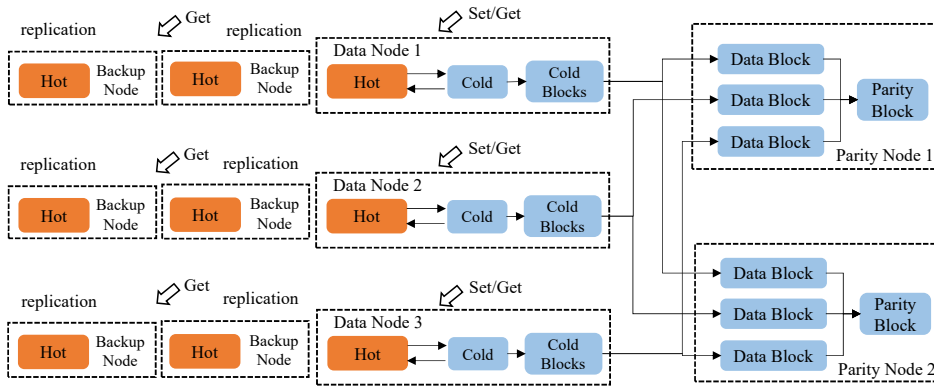 replication
Get
replication
Set/Get
Hot
Backup
Node
Hot
Backup
Node
Data Node 1
Hot
Cold
Cold
Blocks
replication
Get
replication
Set/Get
Hot
Backup
Node
Hot
Backup
Node
Data Node 2
Hot
Cold
Cold
Blocks
replication
Get
replication
Set/Get
Hot
Backup
Node
Hot
Backup
Node
Data Node 3
Hot
Cold
Cold
Blocks
Data Block
Data Block
Data Block
Parity
Block
Parity Node 1
Data Block
Data Block
Data Block
Parity
Block
Parity Node 2